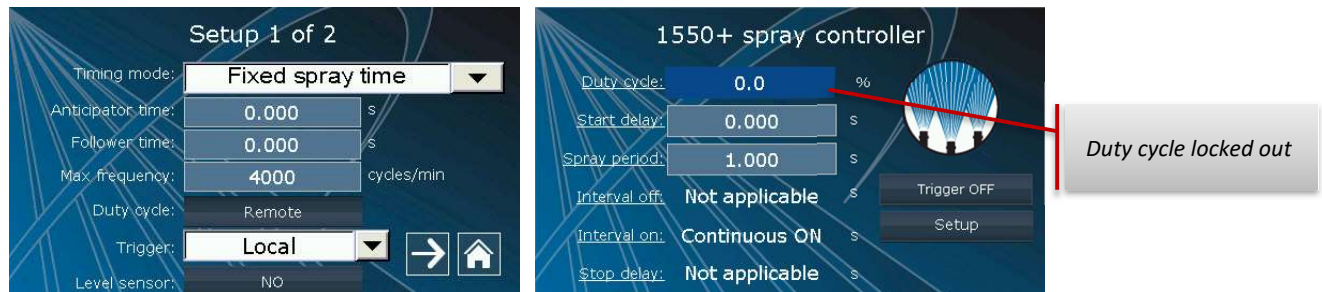 Setup 1 of 2
Timing mode: Fixed spray time
Anticipator time: 0.000 s
Follower time: 0.000 s
Max frequency: 4000 cycles/min
Duty cycle: Remote
Trigger: Local
Level sensor: NO
1550+ spray controller
Duty cycle: 0.0 %
Start delay: 0.000 s
Spray period: 1.000 s
Interval off: Not applicable s
Interval on: Continuous ON s
Stop delay: Not applicable s
Trigger OFF
Setup
Duty cycle locked out